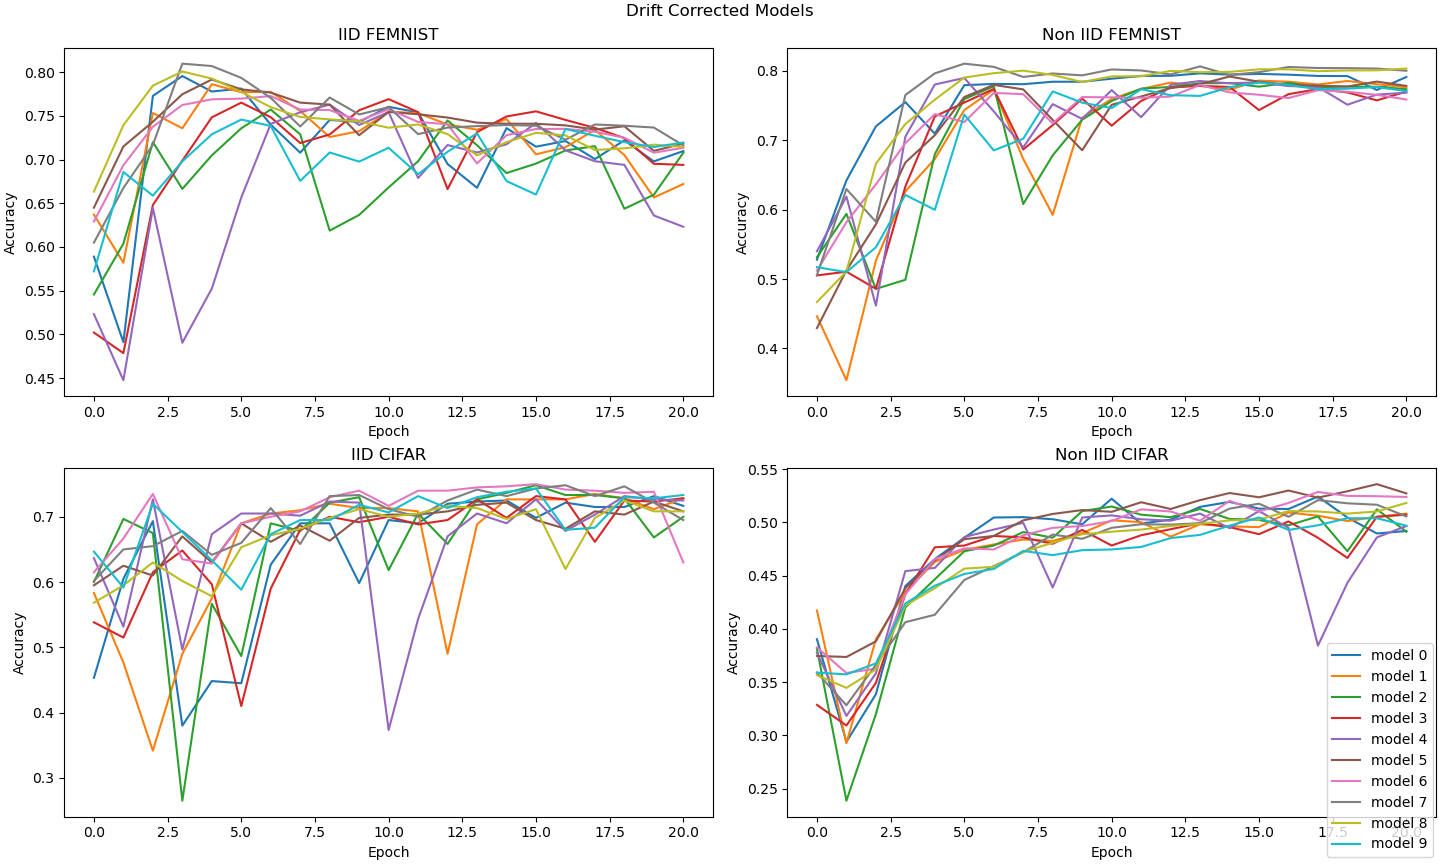 Drift Corrected Models
IID FEMNIST
Accuracy
0.80
0.75
0.70
0.65
0.60
0.55
0.50
0.45
0.0 2.5 5.0 7.5 10.0 12.5 15.0 17.5 20.0
Epoch
Non IID FEMNIST
Accuracy
0.8
0.7
0.6
0.5
0.4
0.0 2.5 5.0 7.5 10.0 12.5 15.0 17.5 20.0
Epoch
IID CIFAR
Accuracy
0.7
0.6
0.5
0.4
0.3
0.0 2.5 5.0 7.5 10.0 12.5 15.0 17.5 20.0
Epoch
Non IID CIFAR
Accuracy
0.55
0.50
0.45
0.40
0.35
0.30
0.25
0.0 2.5 5.0 7.5 10.0 12.5 15.0 17.5 20.0
Epoch
model 0
model 1
model 2
model 3
model 4
model 5
model 6
model 7
model 8
model 9